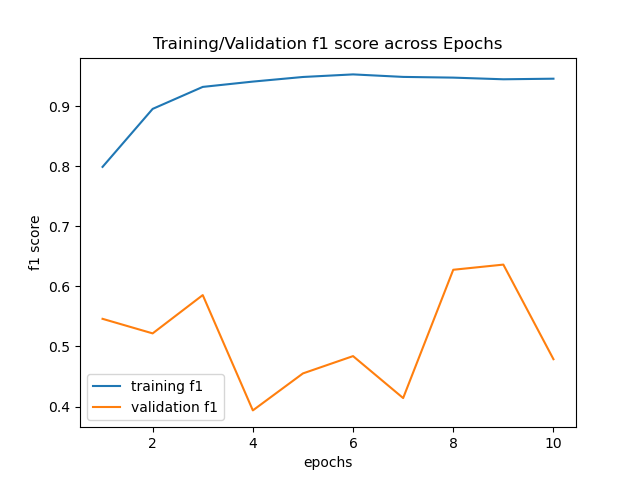 Training/Validation f1 score across Epochs
f1 score
0.9
0.8
0.7
0.6
0.5
0.4
training f1
validation f1
2 4 6 8 10
epochs